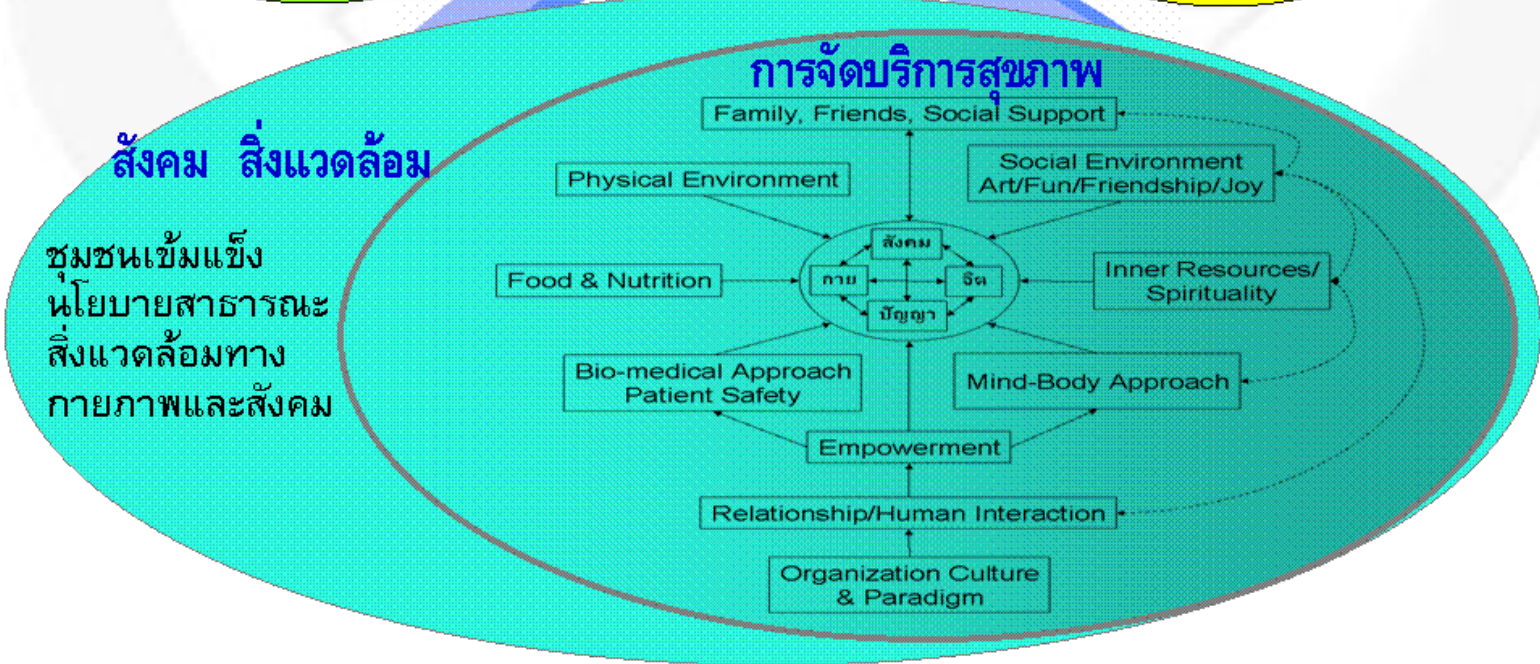 การจัดบริการสุขภาพ
สังคม สิ่งแวดล้อม
ชุมชนเข้มแข็ง
นโยบายสาธารณะ
สิ่งแวดล้อมทาง
กายภาพและสังคม
Family, Friends, Social Support
Physical Environment
Social Environment
Art/Fun/Friendship/Joy
สังคม
กาย
จิต
ปัญญา
Food & Nutrition
Inner Resources/
Spirituality
Bio-medical Approach
Patient Safety
Mind-Body Approach
Empowerment
Relationship/Human Interaction
Organization Culture
& Paradigm